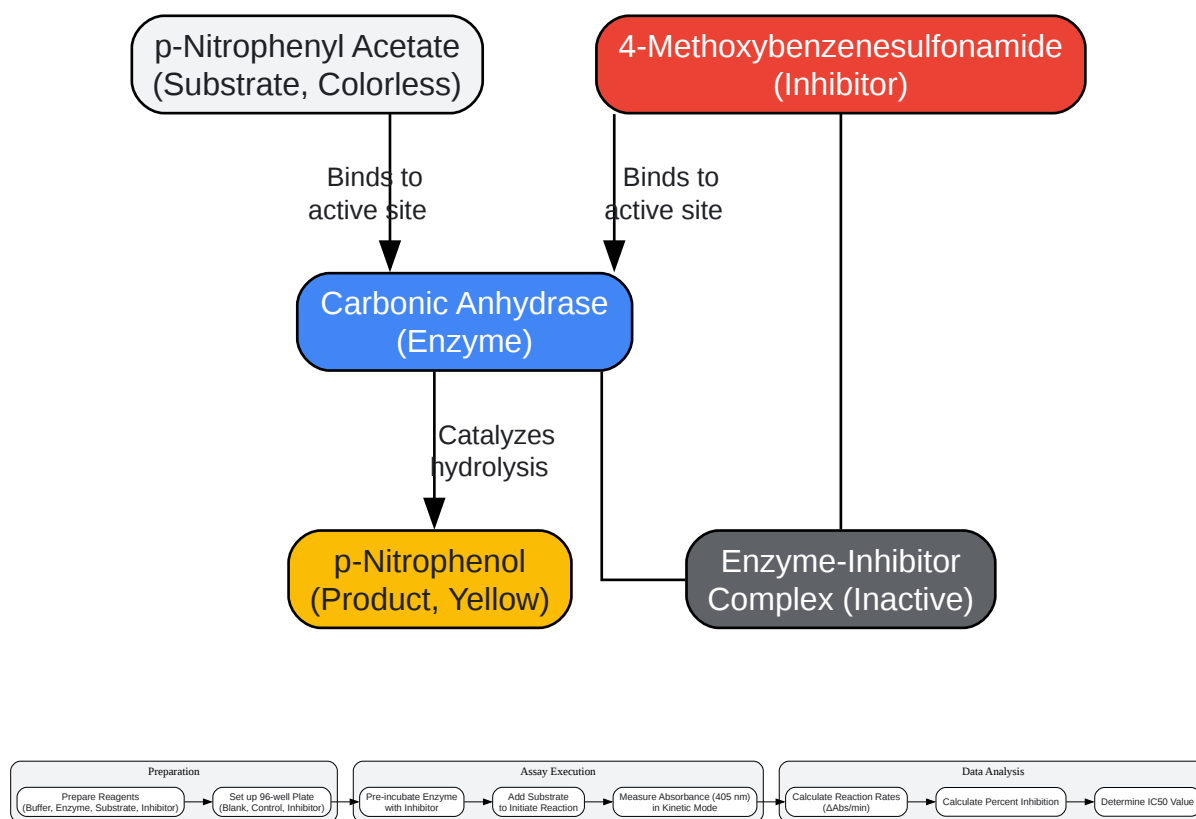 p-Nitrophenyl Acetate
(Substrate, Colorless)
4-Methoxybenzenesulfonamide
(Inhibitor)
Binds to
active site
Binds to
active site
Carbonic Anhydrase
(Enzyme)
Catalyzes
hydrolysis
p-Nitrophenol
(Product, Yellow)
Enzyme-Inhibitor
Complex (Inactive)
Preparation
Prepare Reagents
(Buffer, Enzyme, Substrate, Inhibitor)
Set up 96-well Plate
(Blank, Control, Inhibitor)
Assay Execution
Pre-incubate Enzyme
with Inhibitor
Add Substrate
to Initiate Reaction
Measure Absorbance (405 nm)
in Kinetic Mode
Data Analysis
Calculate Reaction Rates
(ΔAbs/min)
Calculate Percent Inhibition
Determine IC50 Value